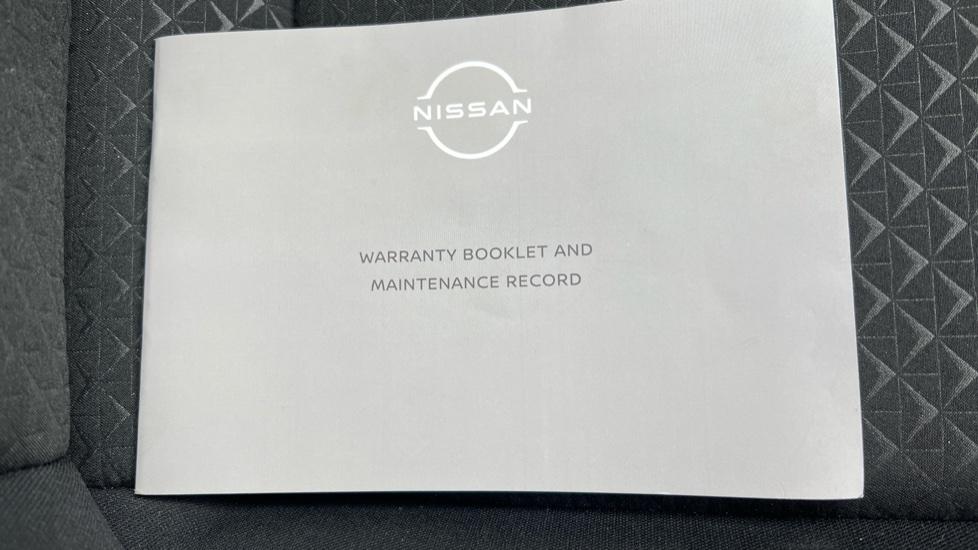 NISSAN
WARRANTY BOOKLET AND
MAINTENANCE RECORD